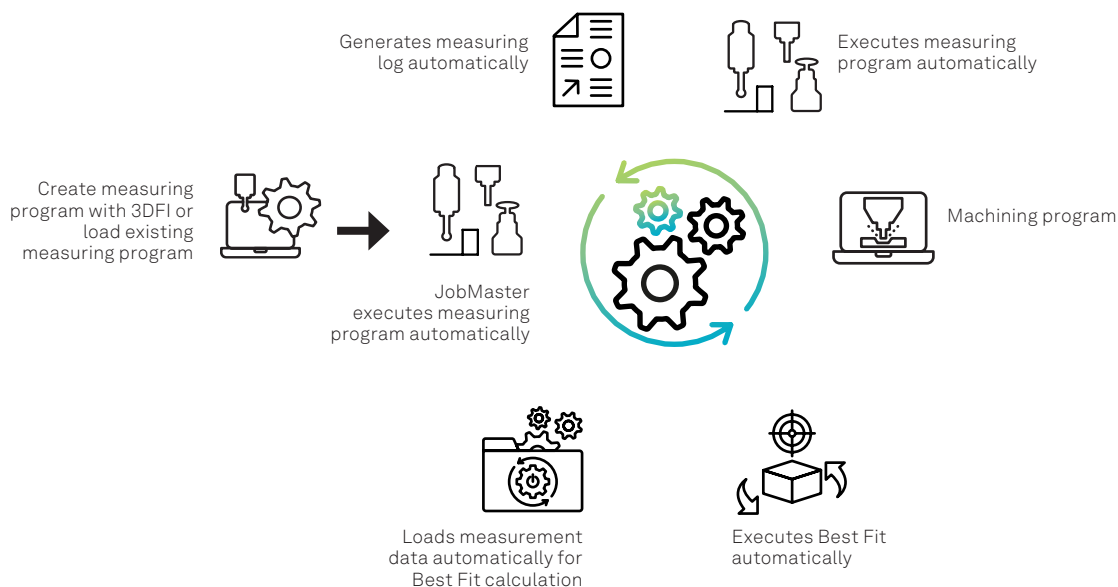 Generates measuring
log automatically
Executes measuring
program automatically
Create measuring
program with 3DFI or
load existing
measuring program
Machining program
JobMaster
executes measuring
program automatically
Loads measurement
data automatically for
Best Fit calculation
Executes Best Fit
automatically